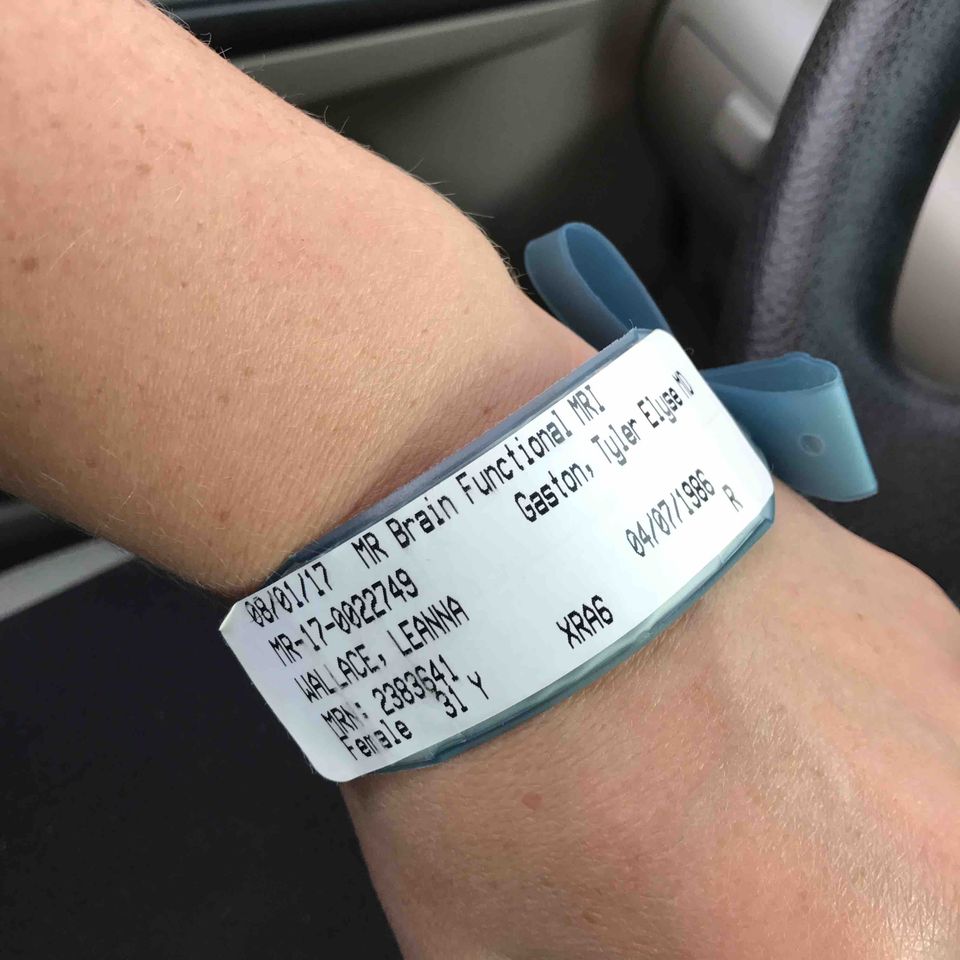 08/01/17 MR Brain Functional MRI
MR-17-0022749 Gaston, Tyler Elyse MD
WALLACE, LEANNA 04/07/1986
MRN: 2383641 XRA6 R
Female 31 Y